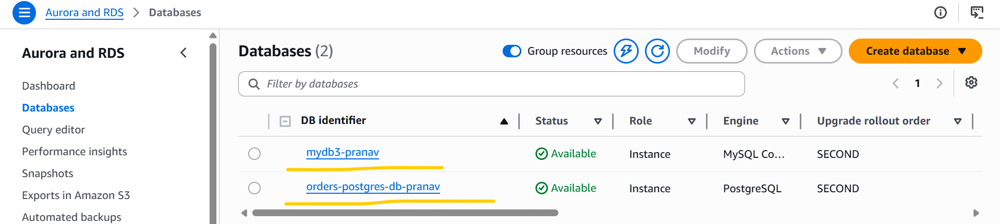 Aurora and RDS > Databases
Aurora and RDS
Dashboard
Databases
Query editor
Performance insights
Snapshots
Exports in Amazon S3
Automated backups
Databases (2)
Group resources
Modify
Actions
Create database
Filter by databases
1
DB identifier Status Role Engine Upgrade rollout order
mydb3-pranav Available Instance MySQL Co... SECOND
orders-postgres-db-pranav Available Instance PostgreSQL SECOND